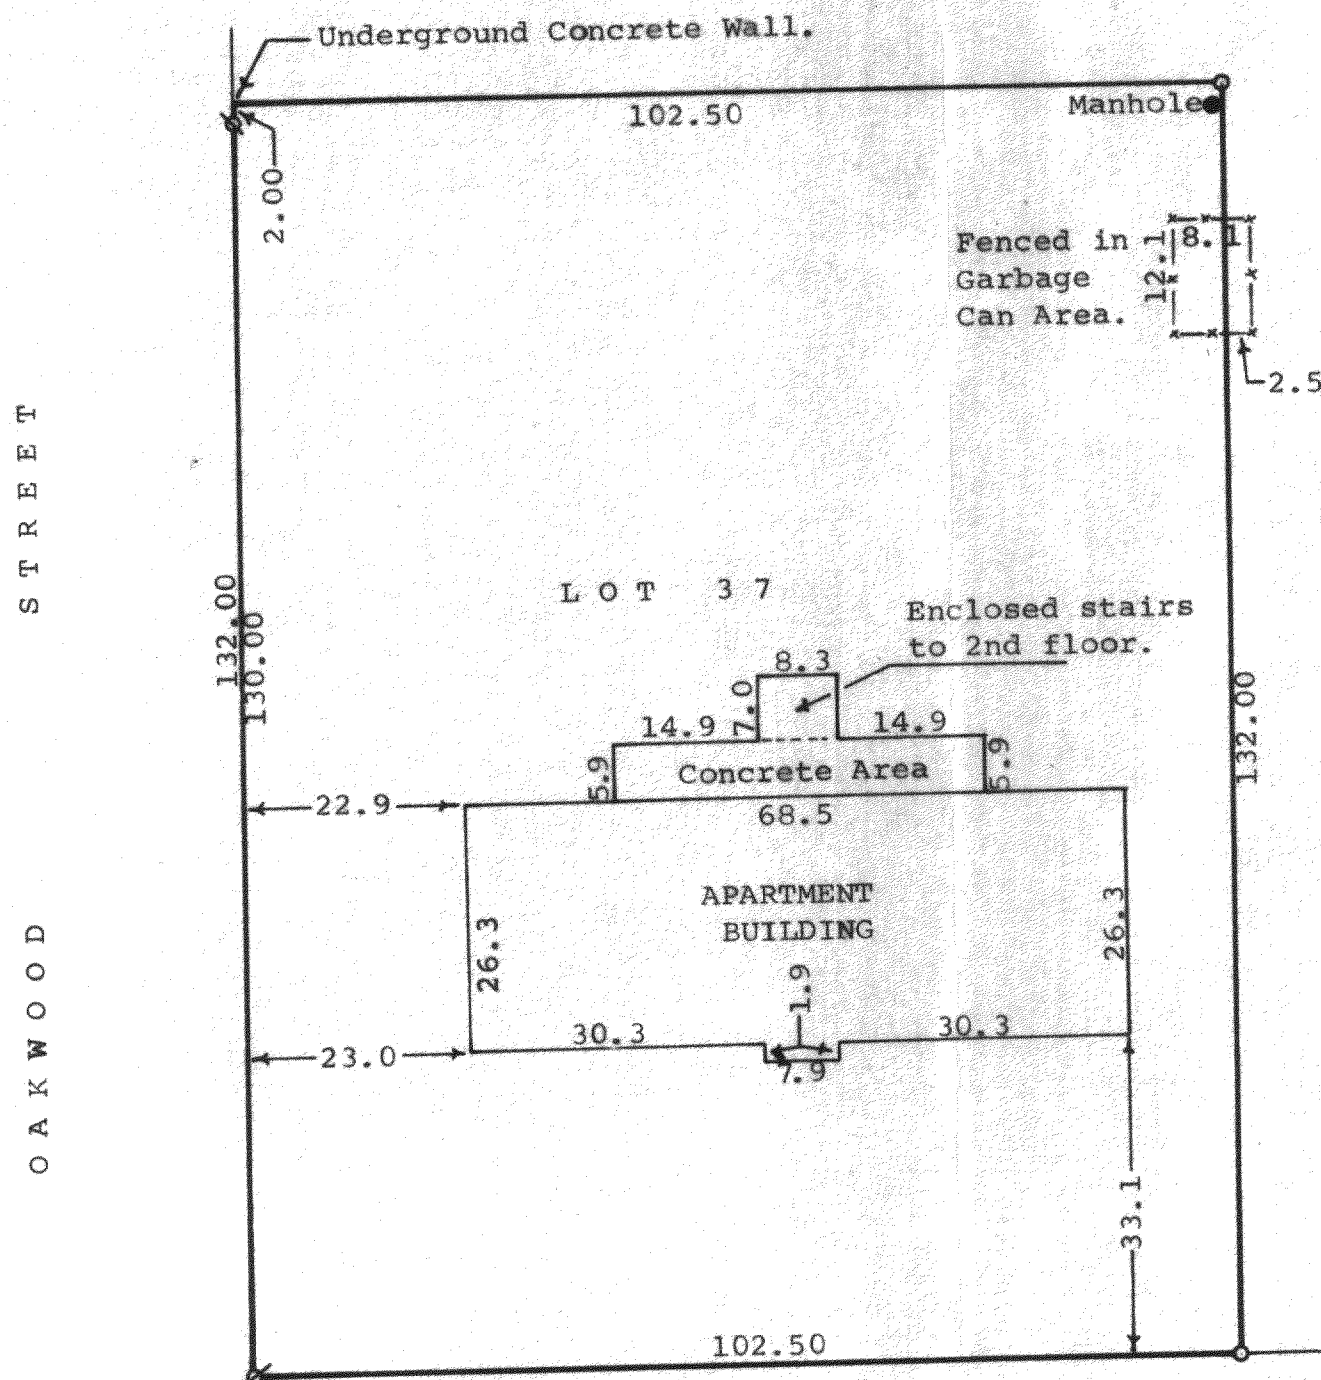 Underground Concrete Wall.
102.50
Manhole
2.00
Fenced in
Garbage
Can Area.
12.1
8.1
2.5
STREET
OAKWOOD
132.00
130.00
LOT 37
Enclosed stairs
to 2nd floor.
8.3
7.0
14.9
14.9
5.9
Concrete Area
5.9
132.00
22.9
68.5
APARTMENT
BUILDING
26.3
26.3
1.9
30.3
30.3
23.0
7.9
33.1
102.50